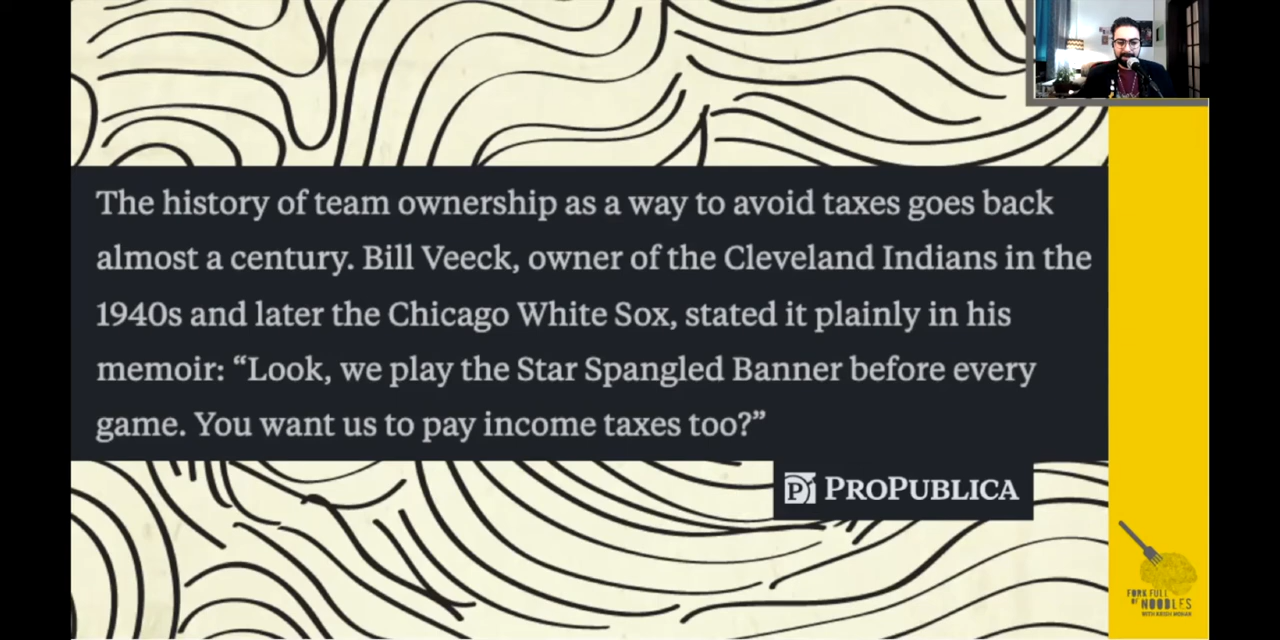 The history of team ownership as a way to avoid taxes goes back
almost a century. Bill Veeck, owner of the Cleveland Indians in the
1940s and later the Chicago White Sox, stated it plainly in his
memoir: “Look, we play the Star Spangled Banner before every
game. You want us to pay income taxes too?”
PROPUBLICA
FORK FULL
OF NOODLES
WITH KRISH MOHAN